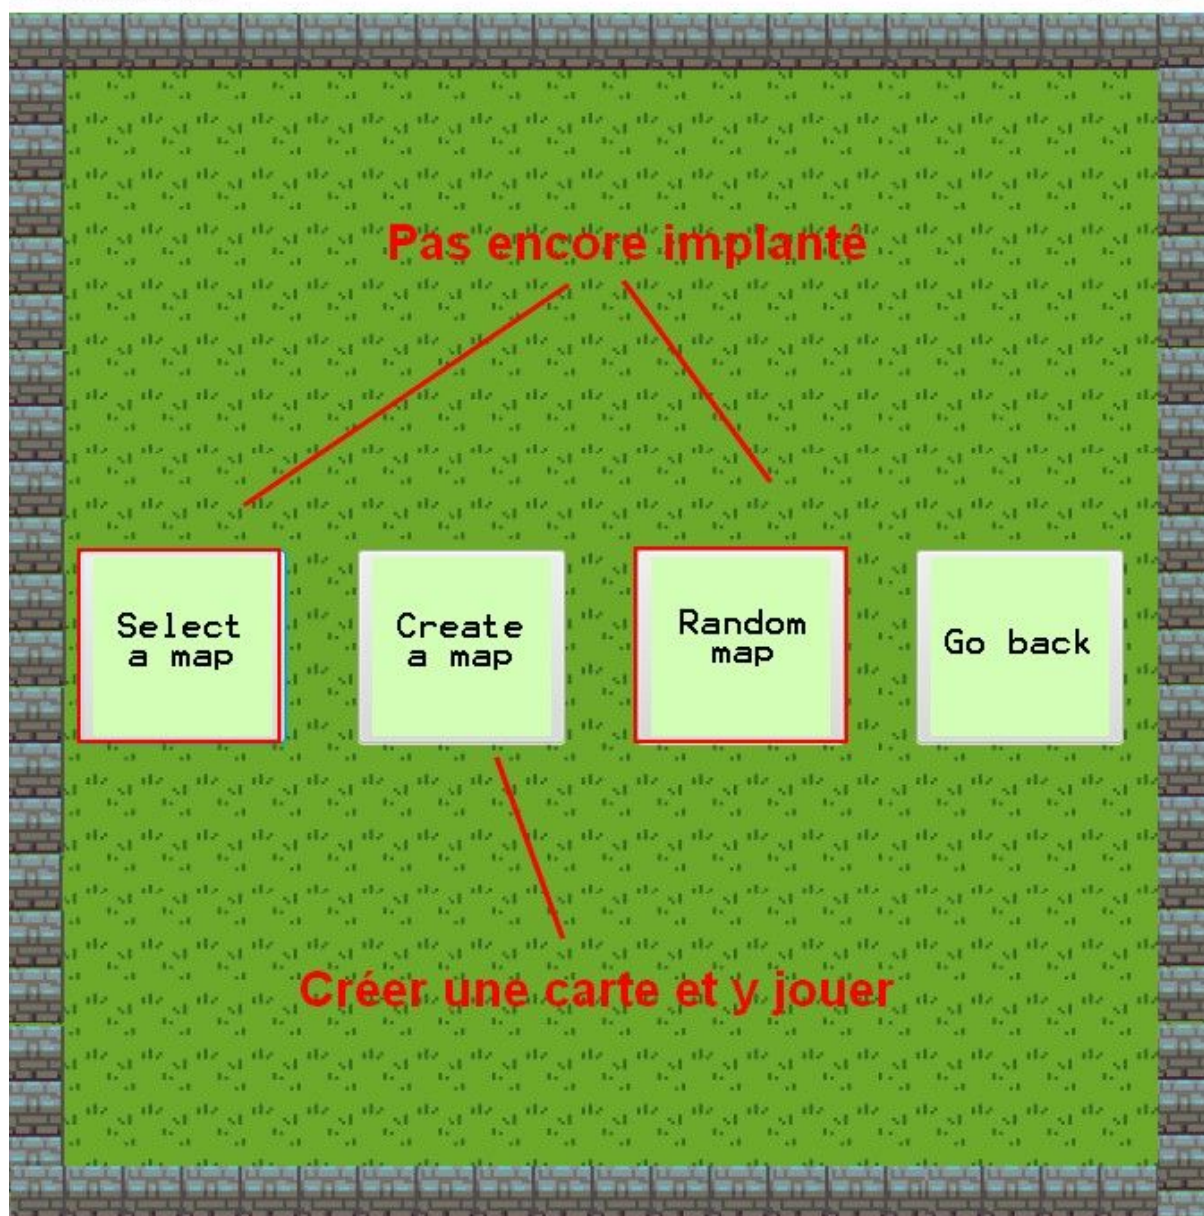 Pas encore implanté
Select
a map
Create
a map
Random
map
Go back
Créer une carte et y jouer